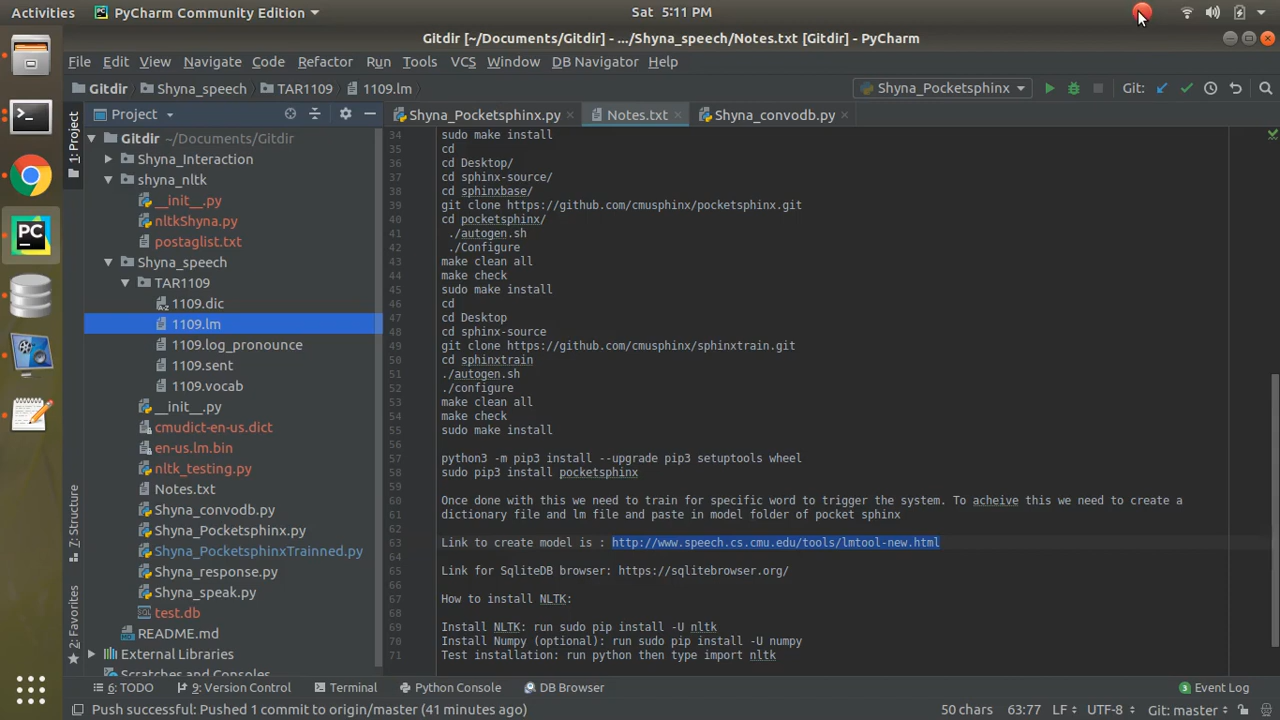 Activities
PyCharm Community Edition
Sat 5:11 PM
Gitdir [~/Documents/Gitdir] - .../Shyna_speech/Notes.txt [Gitdir] - PyCharm
File Edit View Navigate Code Refactor Run Tools VCS Window DB Navigator Help
Gitdir Shyna_speech TAR1109 1109.lm
Shyna_Pocketsphinx
Git:
1: Project
Project
Shyna_Pocketsphinx.py
Notes.txt
Shyna_convodb.py
Gitdir ~/Documents/Gitdir
Shyna_Interaction
shyna_nltk
__init__.py
nltkShyna.py
postaglist.txt
Shyna_speech
TAR1109
1109.dic
1109.lm
1109.log_pronounce
1109.sent
1109.vocab
__init__.py
cmudict-en-us.dict
en-us.lm.bin
nltk_testing.py
Notes.txt
Shyna_convodb.py
Shyna_Pocketsphinx.py
Shyna_PocketsphinxTrainned.py
Shyna_response.py
Shyna_speak.py
test.db
README.md
External Libraries
Scratches and Consoles
7: Structure
2: Favorites
34 sudo make install
35 cd
36 cd Desktop/
37 cd sphinx-source/
38 cd sphinxbase/
39 git clone https://github.com/cmusphinx/pocketsphinx.git
40 cd pocketsphinx/
41 ./autogen.sh
42 ./Configure
43 make clean all
44 make check
45 sudo make install
46 cd
47 cd Desktop
48 cd sphinx-source
49 git clone https://github.com/cmusphinx/sphinxtrain.git
50 cd sphinxtrain
51 ./autogen.sh
52 ./configure
53 make clean all
54 make check
55 sudo make install
56
57 python3 -m pip3 install --upgrade pip3 setuptools wheel
58 sudo pip3 install pocketsphinx
59
60 Once done with this we need to train for specific word to trigger the system. To acheive this we need to create a
61 dictionary file and lm file and paste in model folder of pocket sphinx
62
63 Link to create model is : http://www.speech.cs.cmu.edu/tools/lmtool-new.html
64
65 Link for SqliteDB browser: https://sqlitebrowser.org/
66
67 How to install NLTK:
68
69 Install NLTK: run sudo pip install -U nltk
70 Install Numpy (optional): run sudo pip install -U numpy
71 Test installation: run python then type import nltk
6: TODO
9: Version Control
Terminal
Python Console
DB Browser
3 Event Log
Push successful: Pushed 1 commit to origin/master (41 minutes ago)
50 chars 63:77 LF UTF-8 Git: master